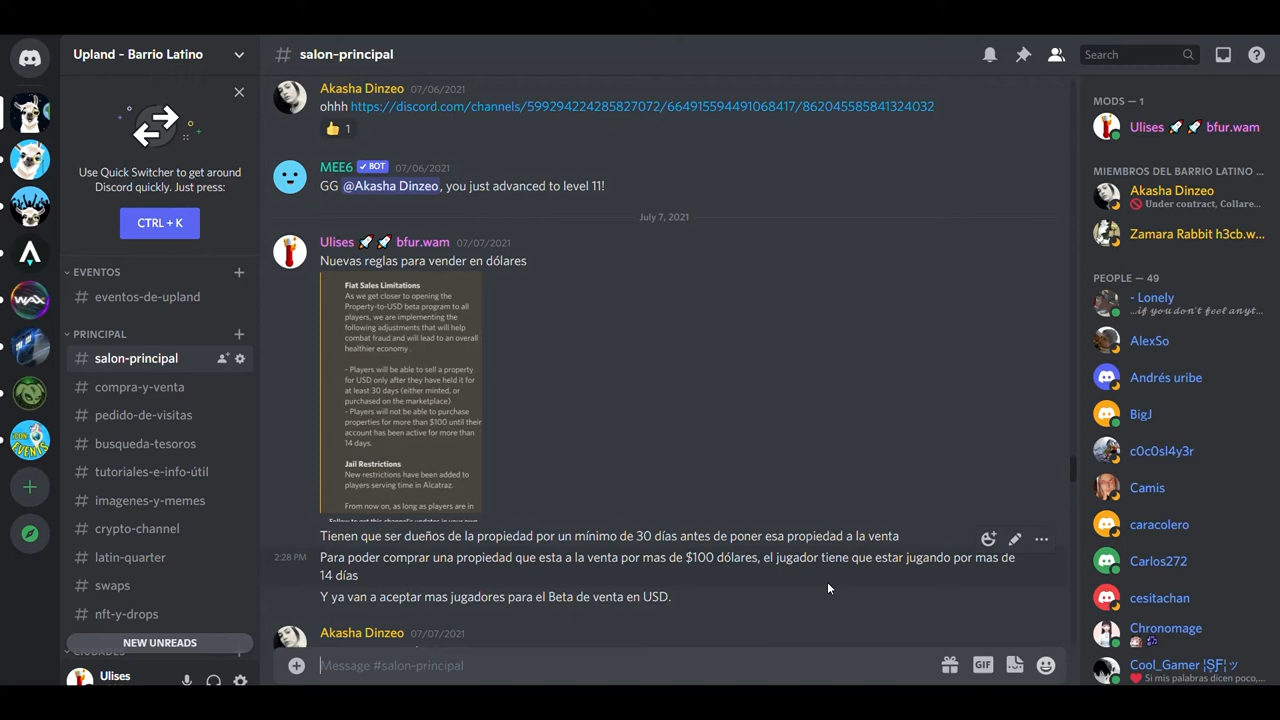 Upland - Barrio Latino
Use Quick Switcher to get around
Discord quickly. Just press:
CTRL + K
EVENTOS
# eventos-de-upland
PRINCIPAL
# salon-principal
# compra-y-venta
# pedido-de-visitas
# busqueda-tesoros
# tutoriales-e-info-útil
# imagenes-y-memes
# crypto-channel
# latin-quarter
# swaps
# nft-y-drops
NEW UNREADS
Ulises
WAX
# salon-principal
Search
Akasha Dinzeo 07/06/2021
ohhh https://discord.com/channels/599294224285827072/664915594491068417/862045585841324032
👍 1
MEE6 ✓ BOT 07/06/2021
GG @Akasha Dinzeo, you just advanced to level 11!
July 7, 2021
Ulises 🚀 🚀 bfur.wam 07/07/2021
Nuevas reglas para vender en dólares
Fiat Sales Limitations
As we get closer to opening the
Property-to-USD beta program to all
players, we are implementing the
following adjustments that will help
combat fraud and will lead to an overall
healthier economy .
- Players will be able to sell a property
for USD only after they have held it for
at least 30 days (either minted, or
purchased on the marketplace)
- Players will not be able to purchase
properties for more than $100 until their
account has been active for more than
14 days.
Jail Restrictions
New restrictions have been added to
players serving time in Alcatraz.
From now on, as long as players are in
Tienen que ser dueños de la propiedad por un mínimo de 30 días antes de poner esa propiedad a la venta
2:28 PM Para poder comprar una propiedad que esta a la venta por mas de $100 dólares, el jugador tiene que estar jugando por mas de
14 días
Y ya van a aceptar mas jugadores para el Beta de venta en USD.
Akasha Dinzeo 07/07/2021
Message #salon-principal
GIF
MODS — 1
Ulises 🚀 🚀 bfur.wam
MIEMBROS DEL BARRIO LATINO ...
Akasha Dinzeo
🚫 Under contract, Collare...
Zamara Rabbit h3cb.w...
PEOPLE — 49
- Lonely
...if you don't feel anyt...
AlexSo
Andrés uribe
BigJ
c0c0sl4y3r
Camis
caracolero
Carlos272
cesitachan
Chronomage
Cool_Gamer ¦ŞƑ¦ッ
❤ Si mis palabras dicen poco,...